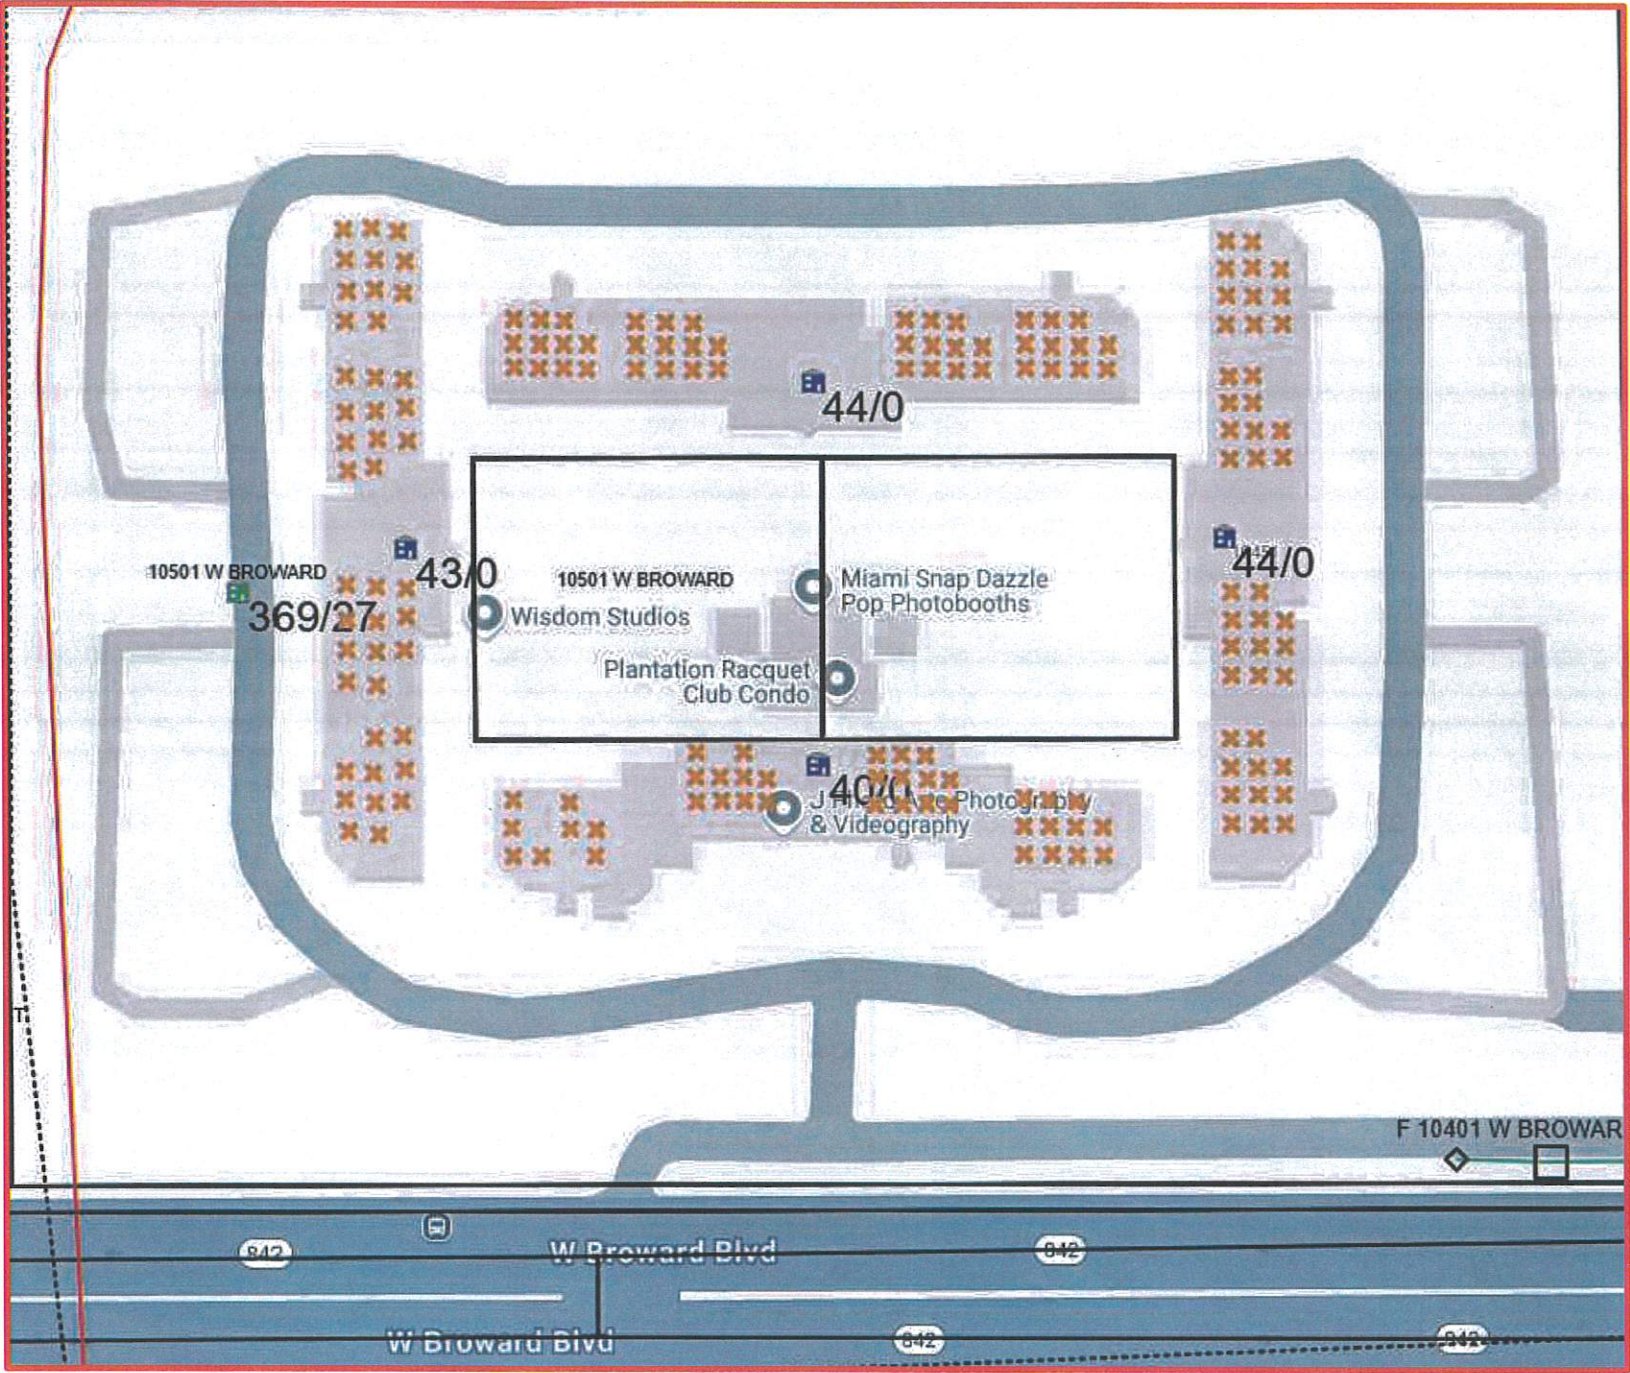 44/0
10501 W BROWARD
43/0
10501 W BROWARD
44/0
369/27
Wisdom Studios
Miami Snap Dazzle
Pop Photobooths
Plantation Racquet
Club Condo
40/0
Photography
& Videography
T
F 10401 W BROWAR
842
W Broward Blvd
842
W Broward Blvd
842
842